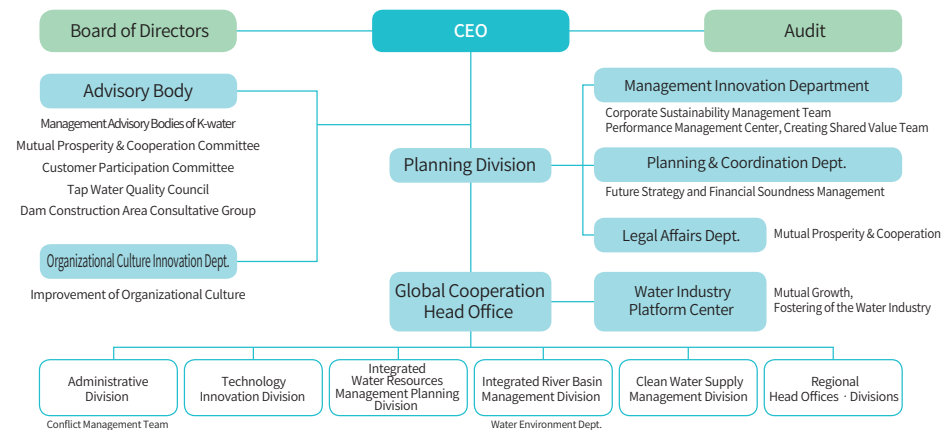 Board of Directors
CEO
Audit
Advisory Body
Management Advisory Bodies of K-water
Mutual Prosperity & Cooperation Committee
Customer Participation Committee
Tap Water Quality Council
Dam Construction Area Consultative Group
Organizational Culture Innovation Dept.
Improvement of Organizational Culture
Planning Division
Management Innovation Department
Corporate Sustainability Management Team
Performance Management Center, Creating Shared Value Team
Planning & Coordination Dept.
Future Strategy and Financial Soundness Management
Legal Affairs Dept.
Mutual Prosperity & Cooperation
Global Cooperation
Head Office
Water Industry
Platform Center
Mutual Growth,
Fostering of the Water Industry
Administrative
Division
Conflict Management Team
Technology
Innovation Division
Integrated
Water Resources
Management Planning
Division
Integrated River Basin
Management Division
Water Environment Dept.
Clean Water Supply
Management Division
Regional
Head Offices · Divisions